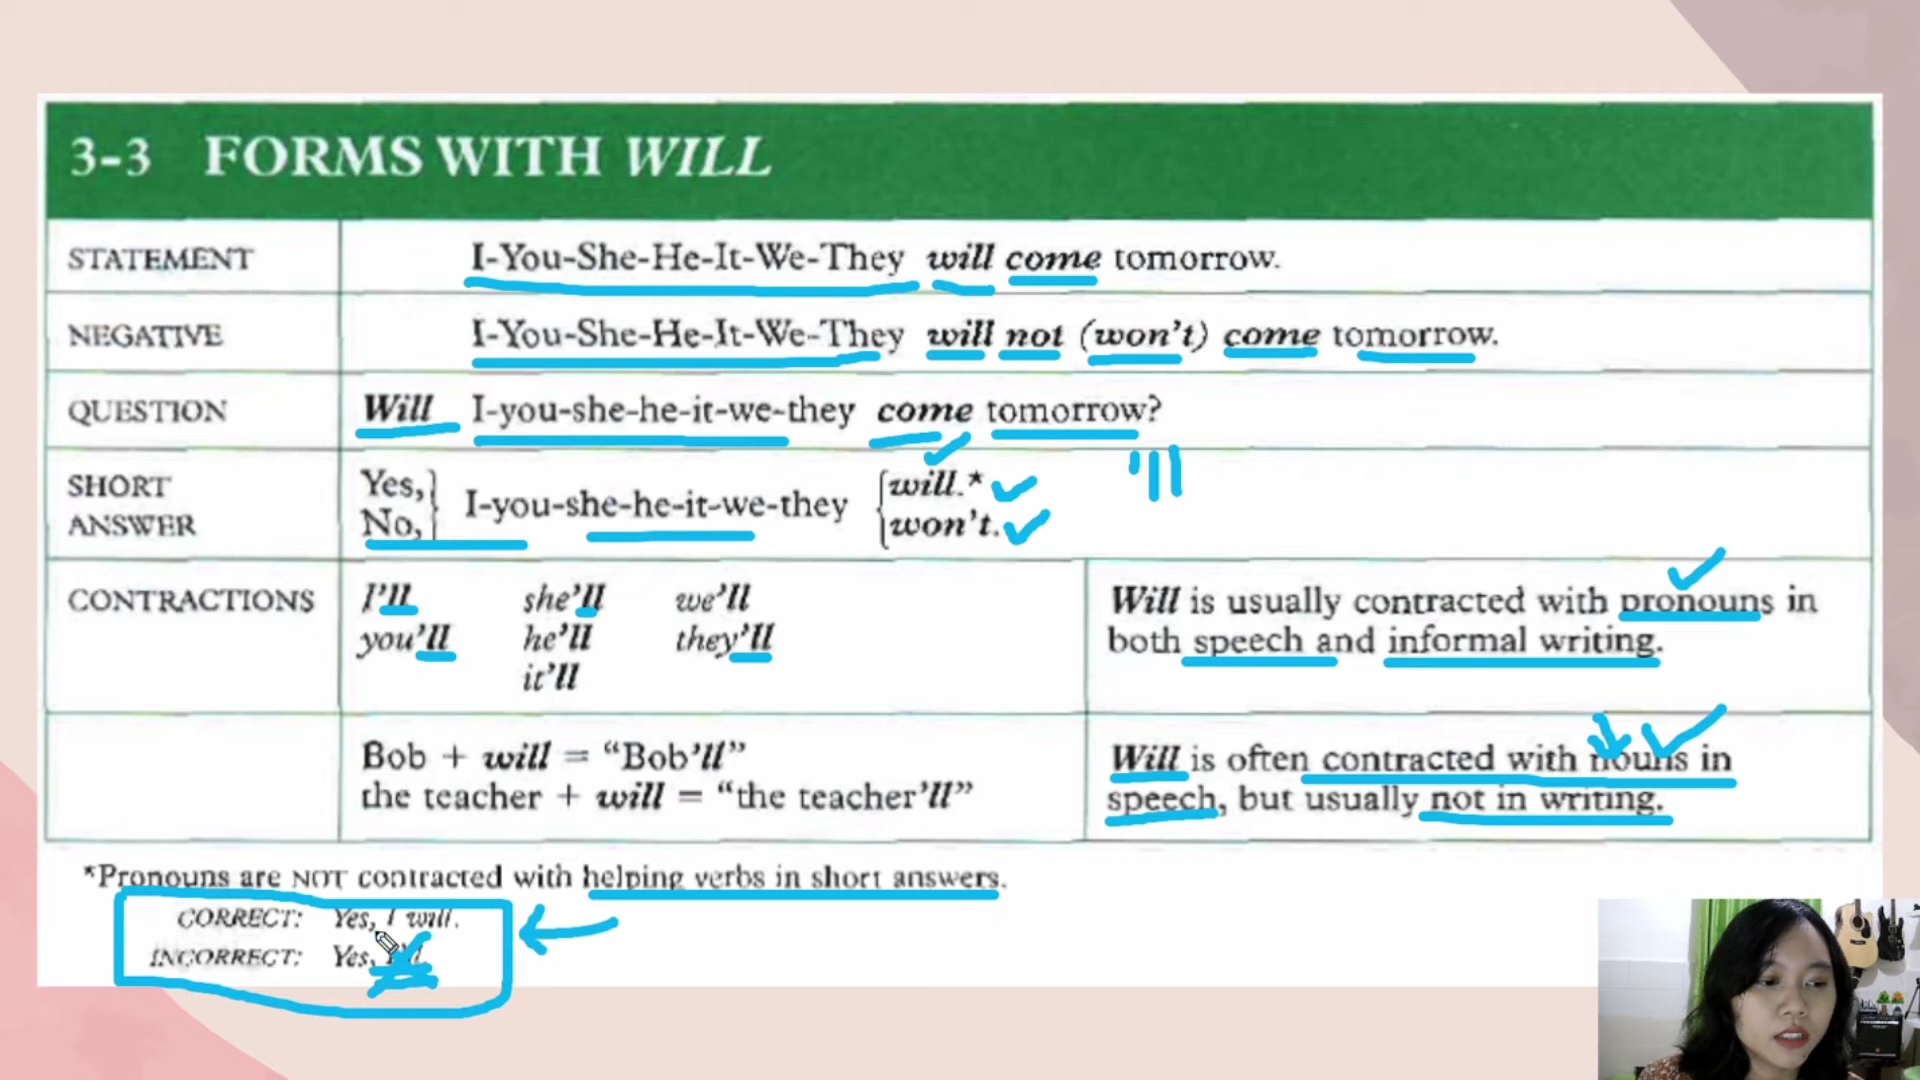 3-3 FORMS WITH WILL
STATEMENT I-You-She-He-It-We-They will come tomorrow.
NEGATIVE I-You-She-He-It-We-They will not (won't) come tomorrow.
QUESTION Will I-you-she-he-it-we-they come tomorrow?
SHORT ANSWER
Yes,
No,
I-you-she-he-it-we-they
will.*
won't.
'll
CONTRACTIONS
I'll she'll we'll
you'll he'll they'll
it'll
Will is usually contracted with pronouns in
both speech and informal writing.
Bob + will = “Bob'll”
the teacher + will = “the teacher'll”
Will is often contracted with nouns in
speech, but usually not in writing.
*Pronouns are NOT contracted with helping verbs in short answers.
CORRECT: Yes, I will.
INCORRECT: Yes,